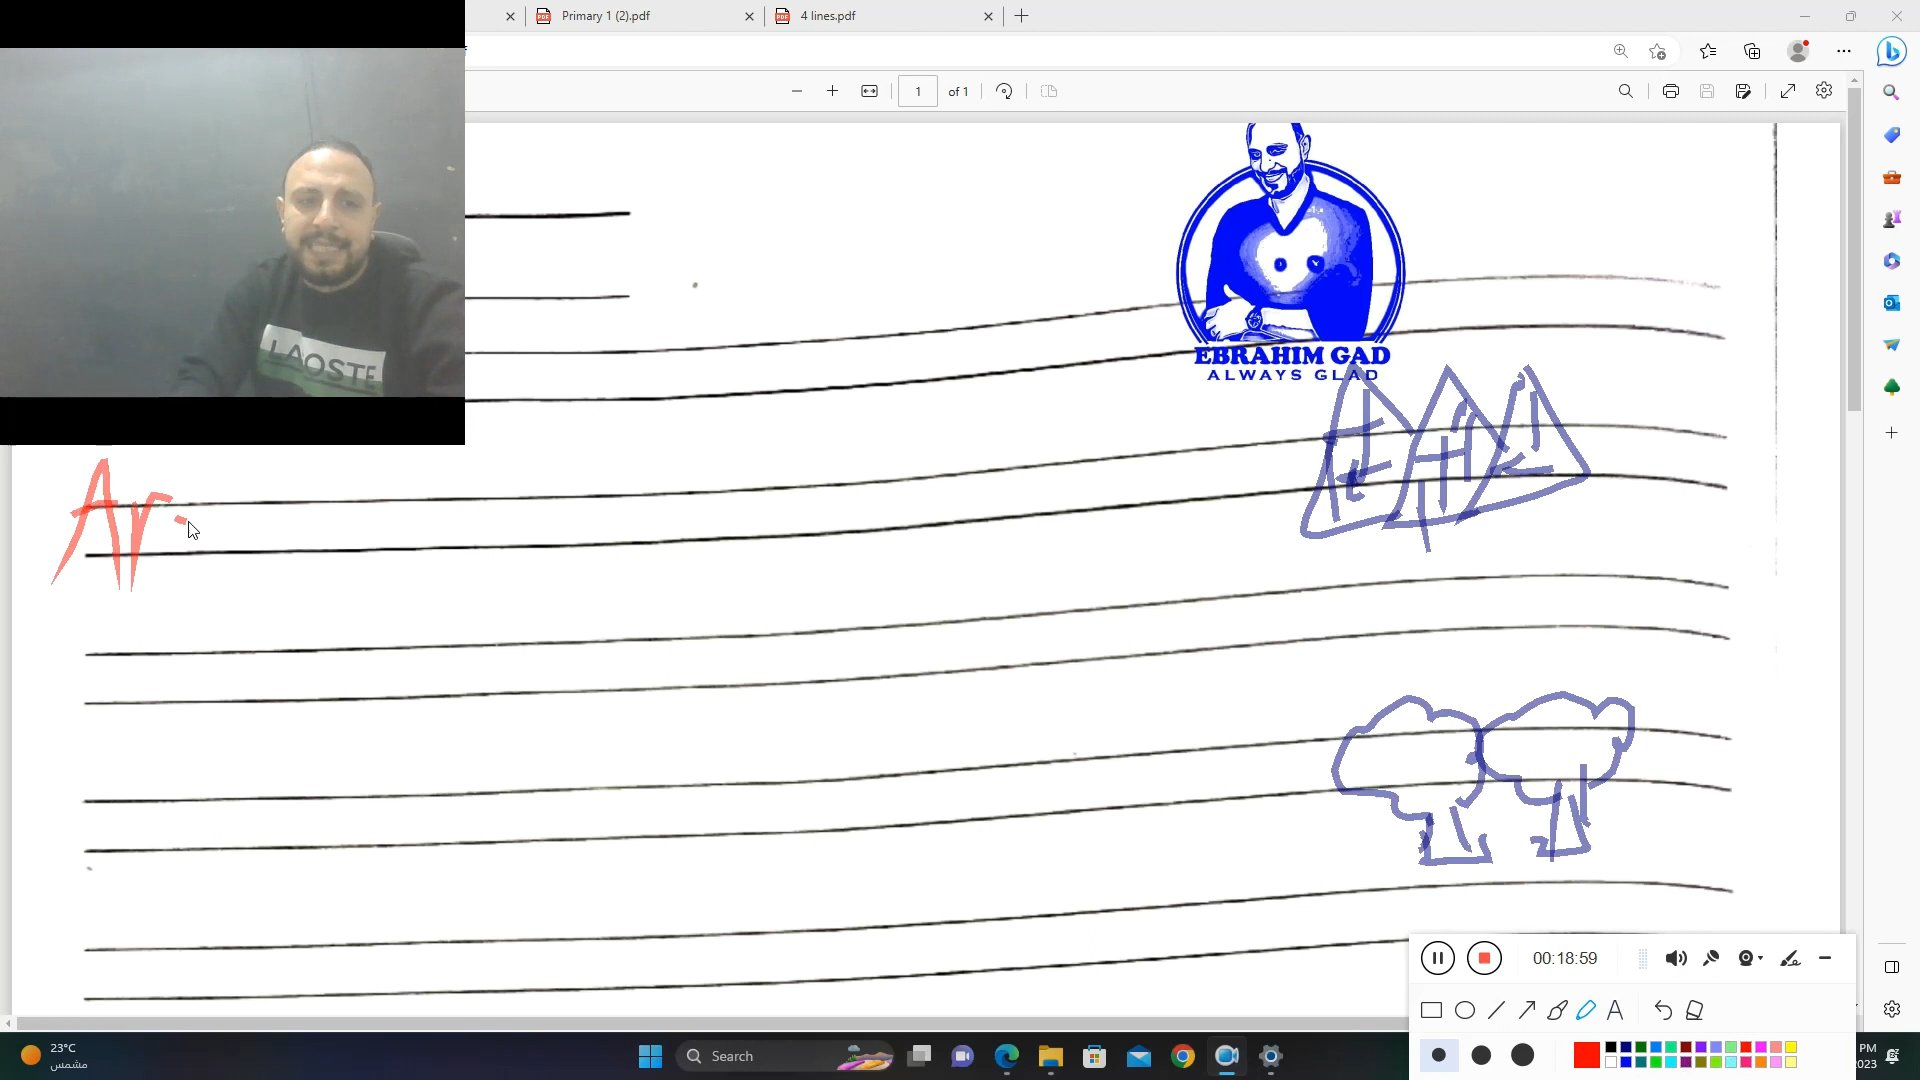 Primary 1 (2).pdf
4 lines.pdf
1 of 1
EBRAHIM GAD
ALWAYS GLAD
LAOSTE
Ar
00:18:59
23°C
مشمس
Search
PM
2023